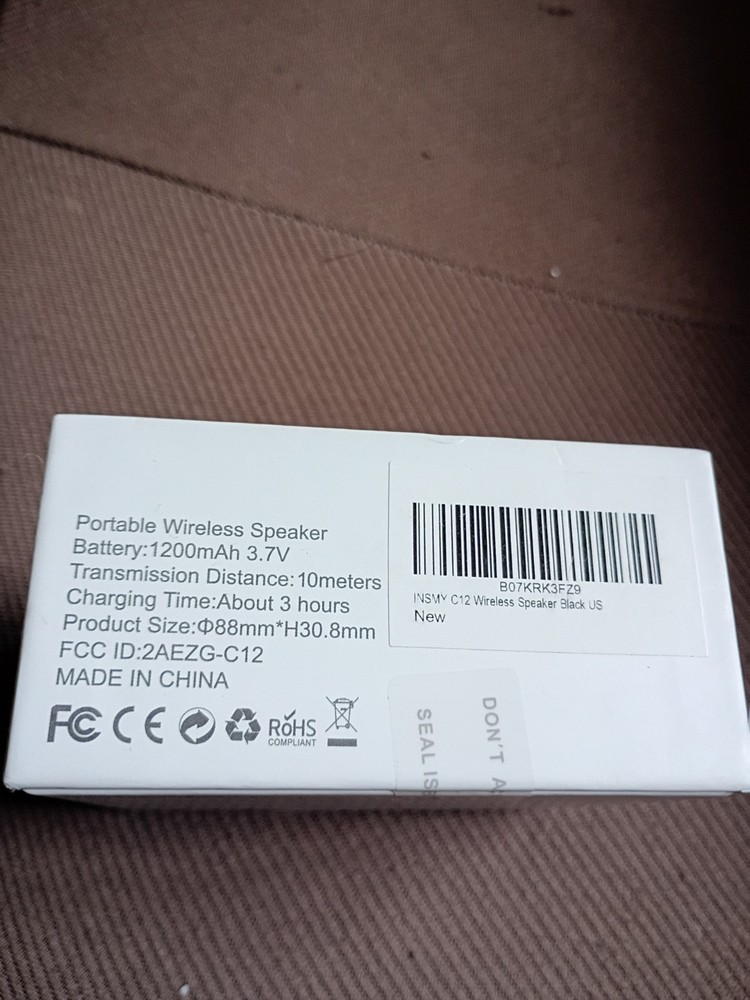 Portable Wireless Speaker
Battery:1200mAh 3.7V
Transmission Distance:10meters
Charging Time:About 3 hours
Product Size:Φ88mm*H30.8mm
FCC ID:2AEZG-C12
MADE IN CHINA
FC CE RoHS
COMPLIANT
B07KRK3FZ9
INSMY C12 Wireless Speaker Black US
New
DON'T
SEAL IS